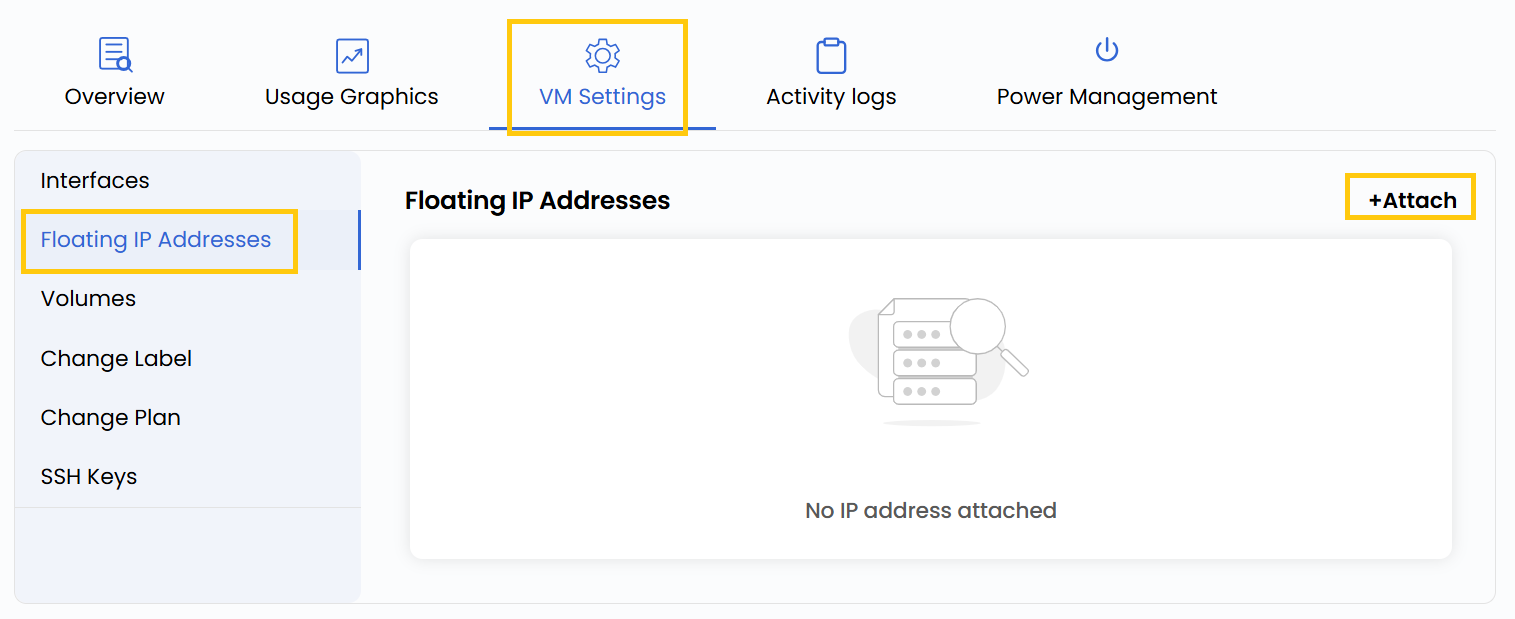 Overview
Usage Graphics
VM Settings
Activity logs
Power Management
Interfaces
Floating IP Addresses
Volumes
Change Label
Change Plan
SSH Keys
Floating IP Addresses
+Attach
No IP address attached